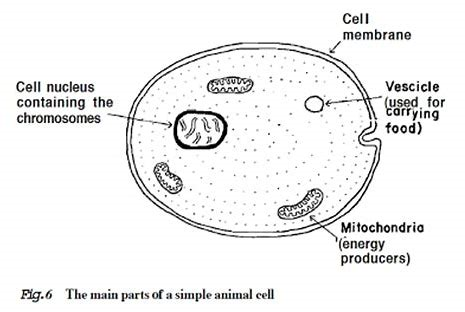 Cell
membrane
Cell nucleus
containing the
chromosomes
Vescicle
(used for
carrying
food)
Mitochondria
(energy
producers)
Fig.6 The main parts of a simple animal cell